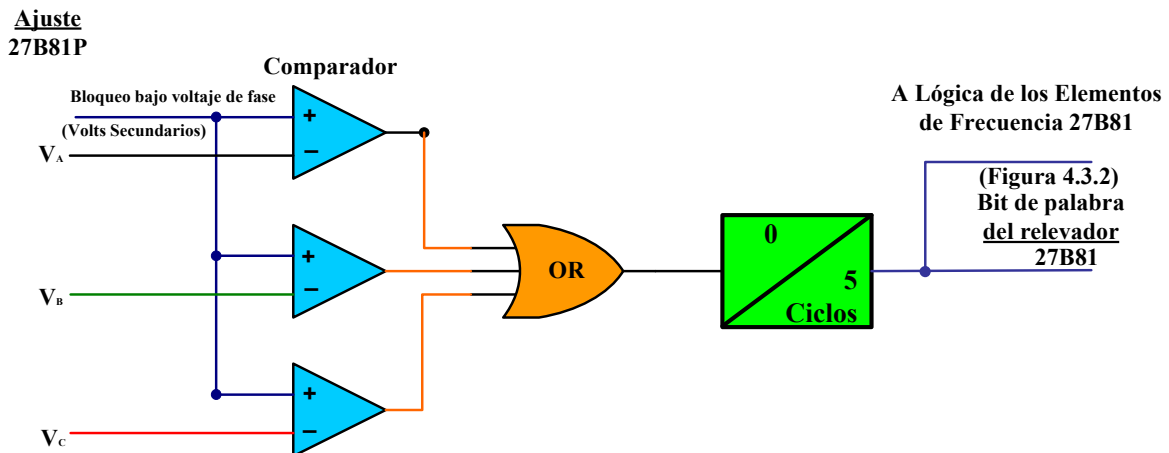 Ajuste
27B81P
Comparador
Bloqueo bajo voltaje de fase
(Volts Secundarios)
+
−
VA
+
−
VB
+
−
VC
OR
0
5
Ciclos
A Lógica de los Elementos
de Frecuencia 27B81
(Figura 4.3.2)
Bit de palabra
del relevador
27B81